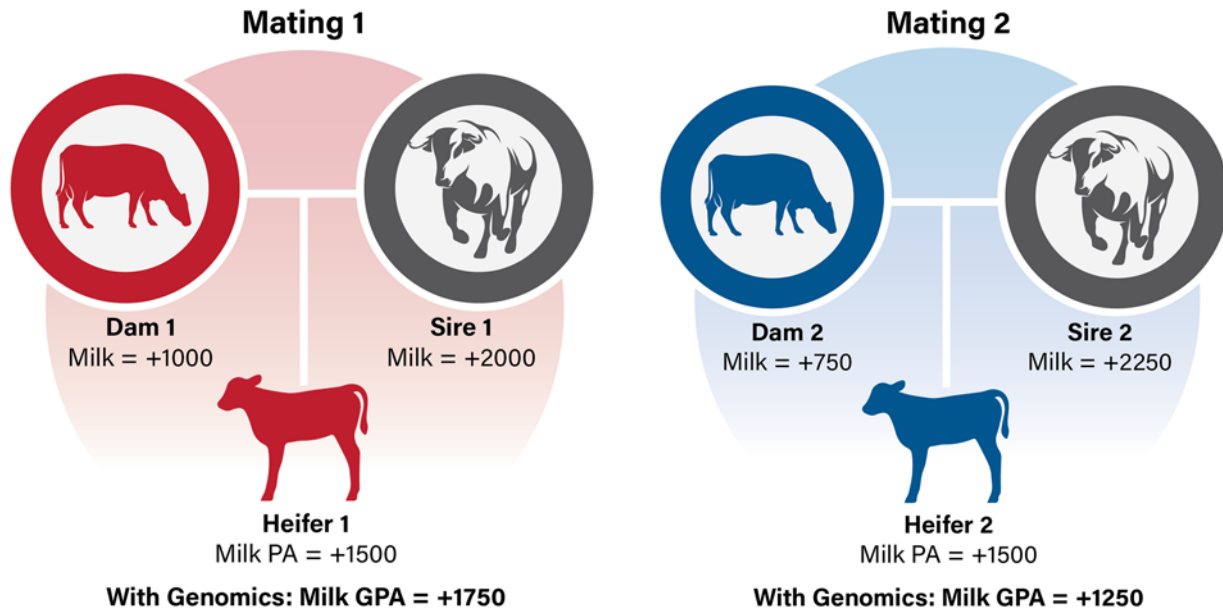 Mating 1
Dam 1
Milk = +1000
Sire 1
Milk = +2000
Heifer 1
Milk PA = +1500
With Genomics: Milk GPA = +1750
Mating 2
Dam 2
Milk = +750
Sire 2
Milk = +2250
Heifer 2
Milk PA = +1500
With Genomics: Milk GPA = +1250